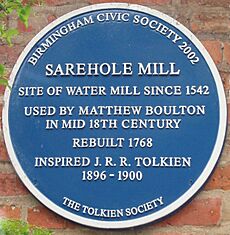 BIRMINGHAM CIVIC SOCIETY 2002
SAREHOLE MILL
SITE OF WATER MILL SINCE 1542
USED BY MATTHEW BOULTON
IN MID 18TH CENTURY
REBUILT 1768
INSPIRED J. R. R. TOLKIEN
1896 - 1900
THE TOLKIEN SOCIETY